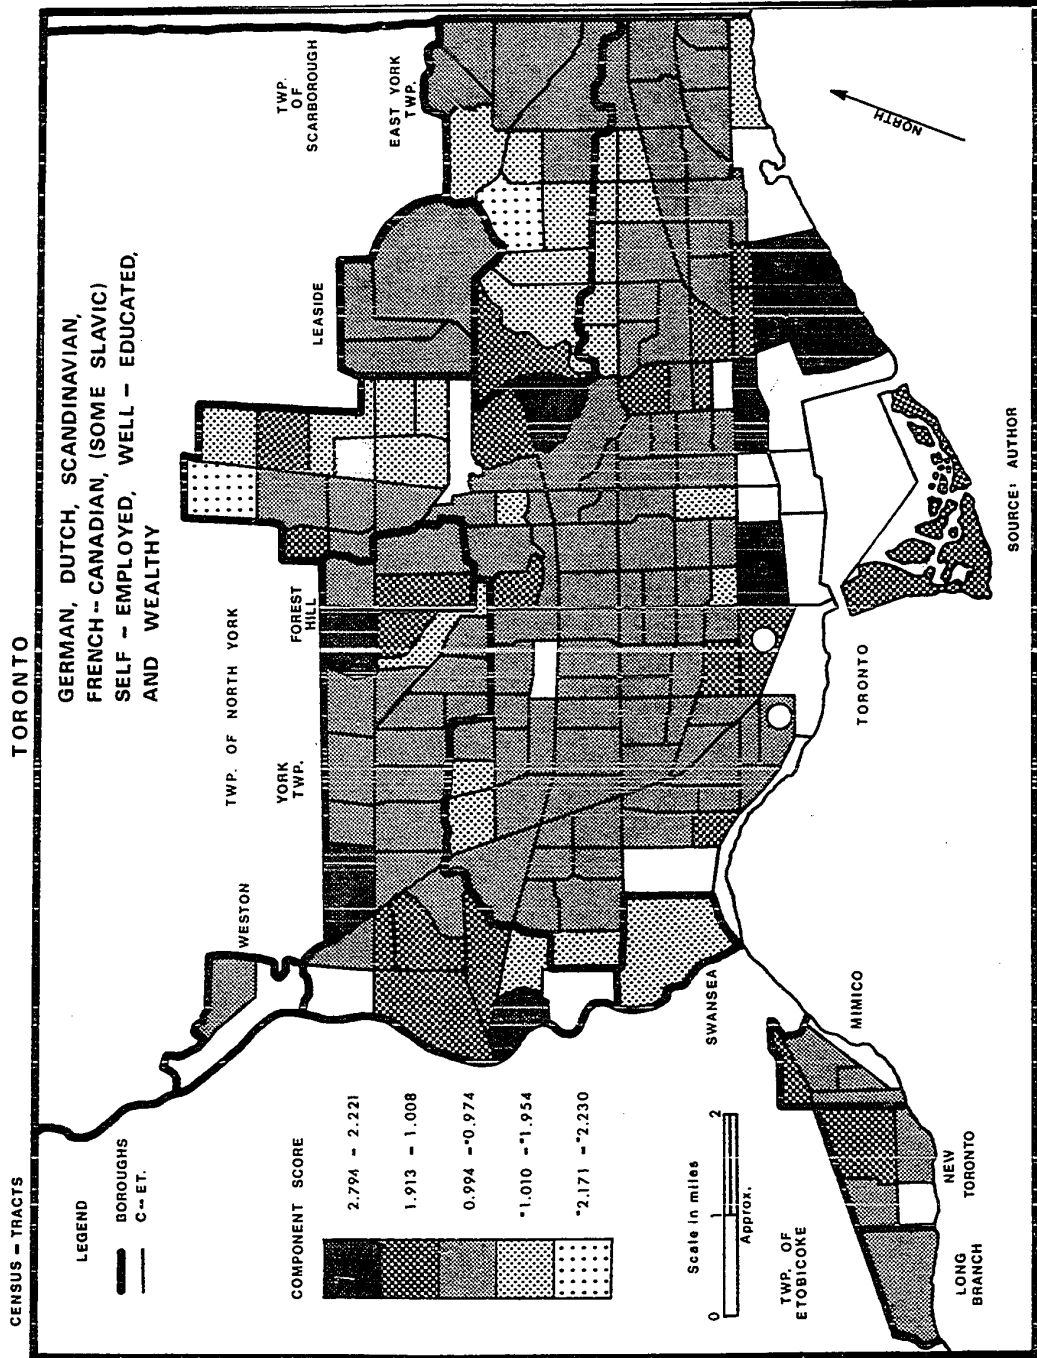 CENSUS – TRACTS
TORONTO
GERMAN, DUTCH, SCANDINAVIAN,
FRENCH-- CANADIAN, (SOME SLAVIC)
SELF – EMPLOYED, WELL – EDUCATED,
AND WEALTHY
LEGEND
BOROUGHS
C-- ET.
COMPONENT SCORE
2.794 – 2.221
1.913 – 1.008
0.994 –-0.974
-1.010 –-1.954
-2.171 –-2.230
Scale in miles
0 1 2
Approx.
WESTON
TWP. OF NORTH YORK
YORK
TWP.
FOREST
HILL
LEASIDE
TWP.
OF
SCARBOROUGH
EAST YORK
TWP.
NORTH
SWANSEA
MIMICO
TORONTO
TWP. OF
ETOBICOKE
NEW
TORONTO
LONG
BRANCH
SOURCE: AUTHOR